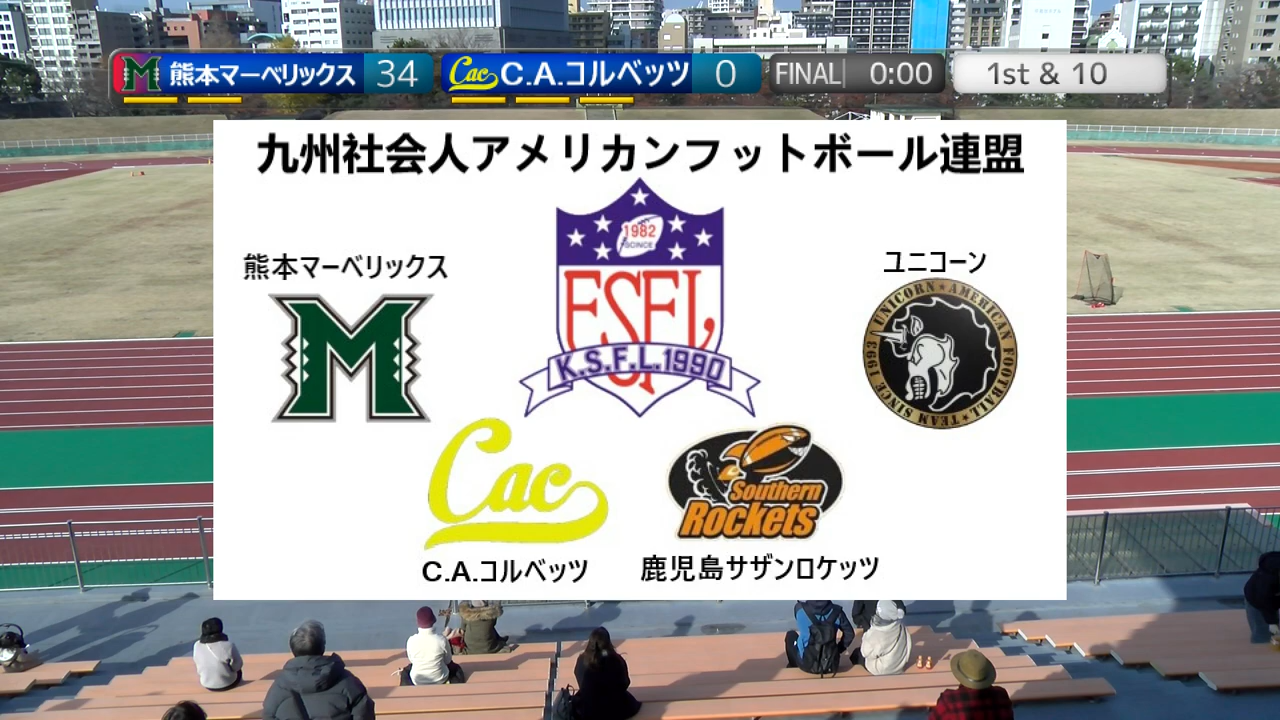 M 熊本マーベリックス 34 Cac C.A.コルベッツ 0 FINAL 0:00 1st & 10
九州社会人アメリカンフットボール連盟
1982
K.S.F.L.1990
熊本マーベリックス
M
ユニコーン
UNICORN ★ AMERICAN FOOTBALL ★ TEAM SINCE 1993
Cac
C.A.コルベッツ
Southern
Rockets
鹿児島サザンロケッツ